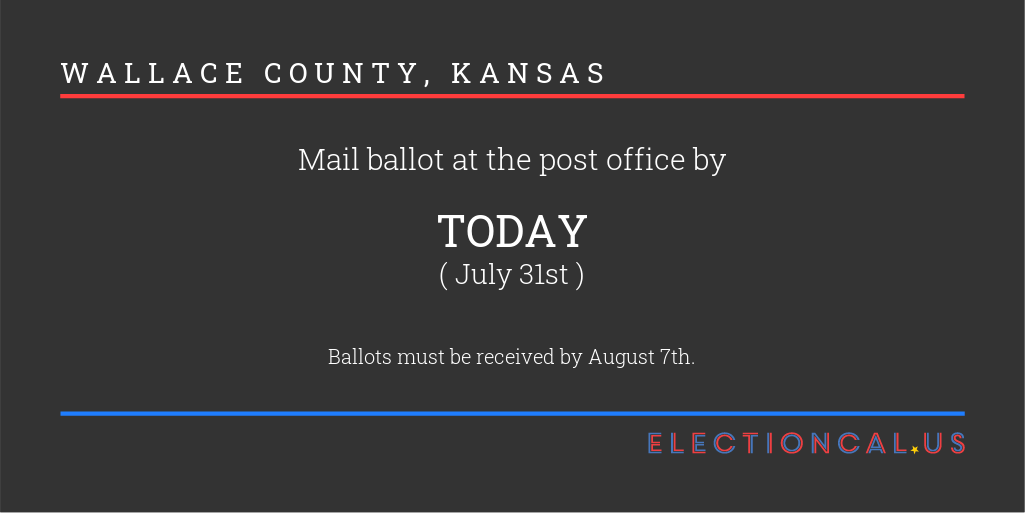 WALLACE COUNTY, KANSAS
Mail ballot at the post office by
TODAY
( July 31st )
Ballots must be received by August 7th.
ELECTIONCAL.US